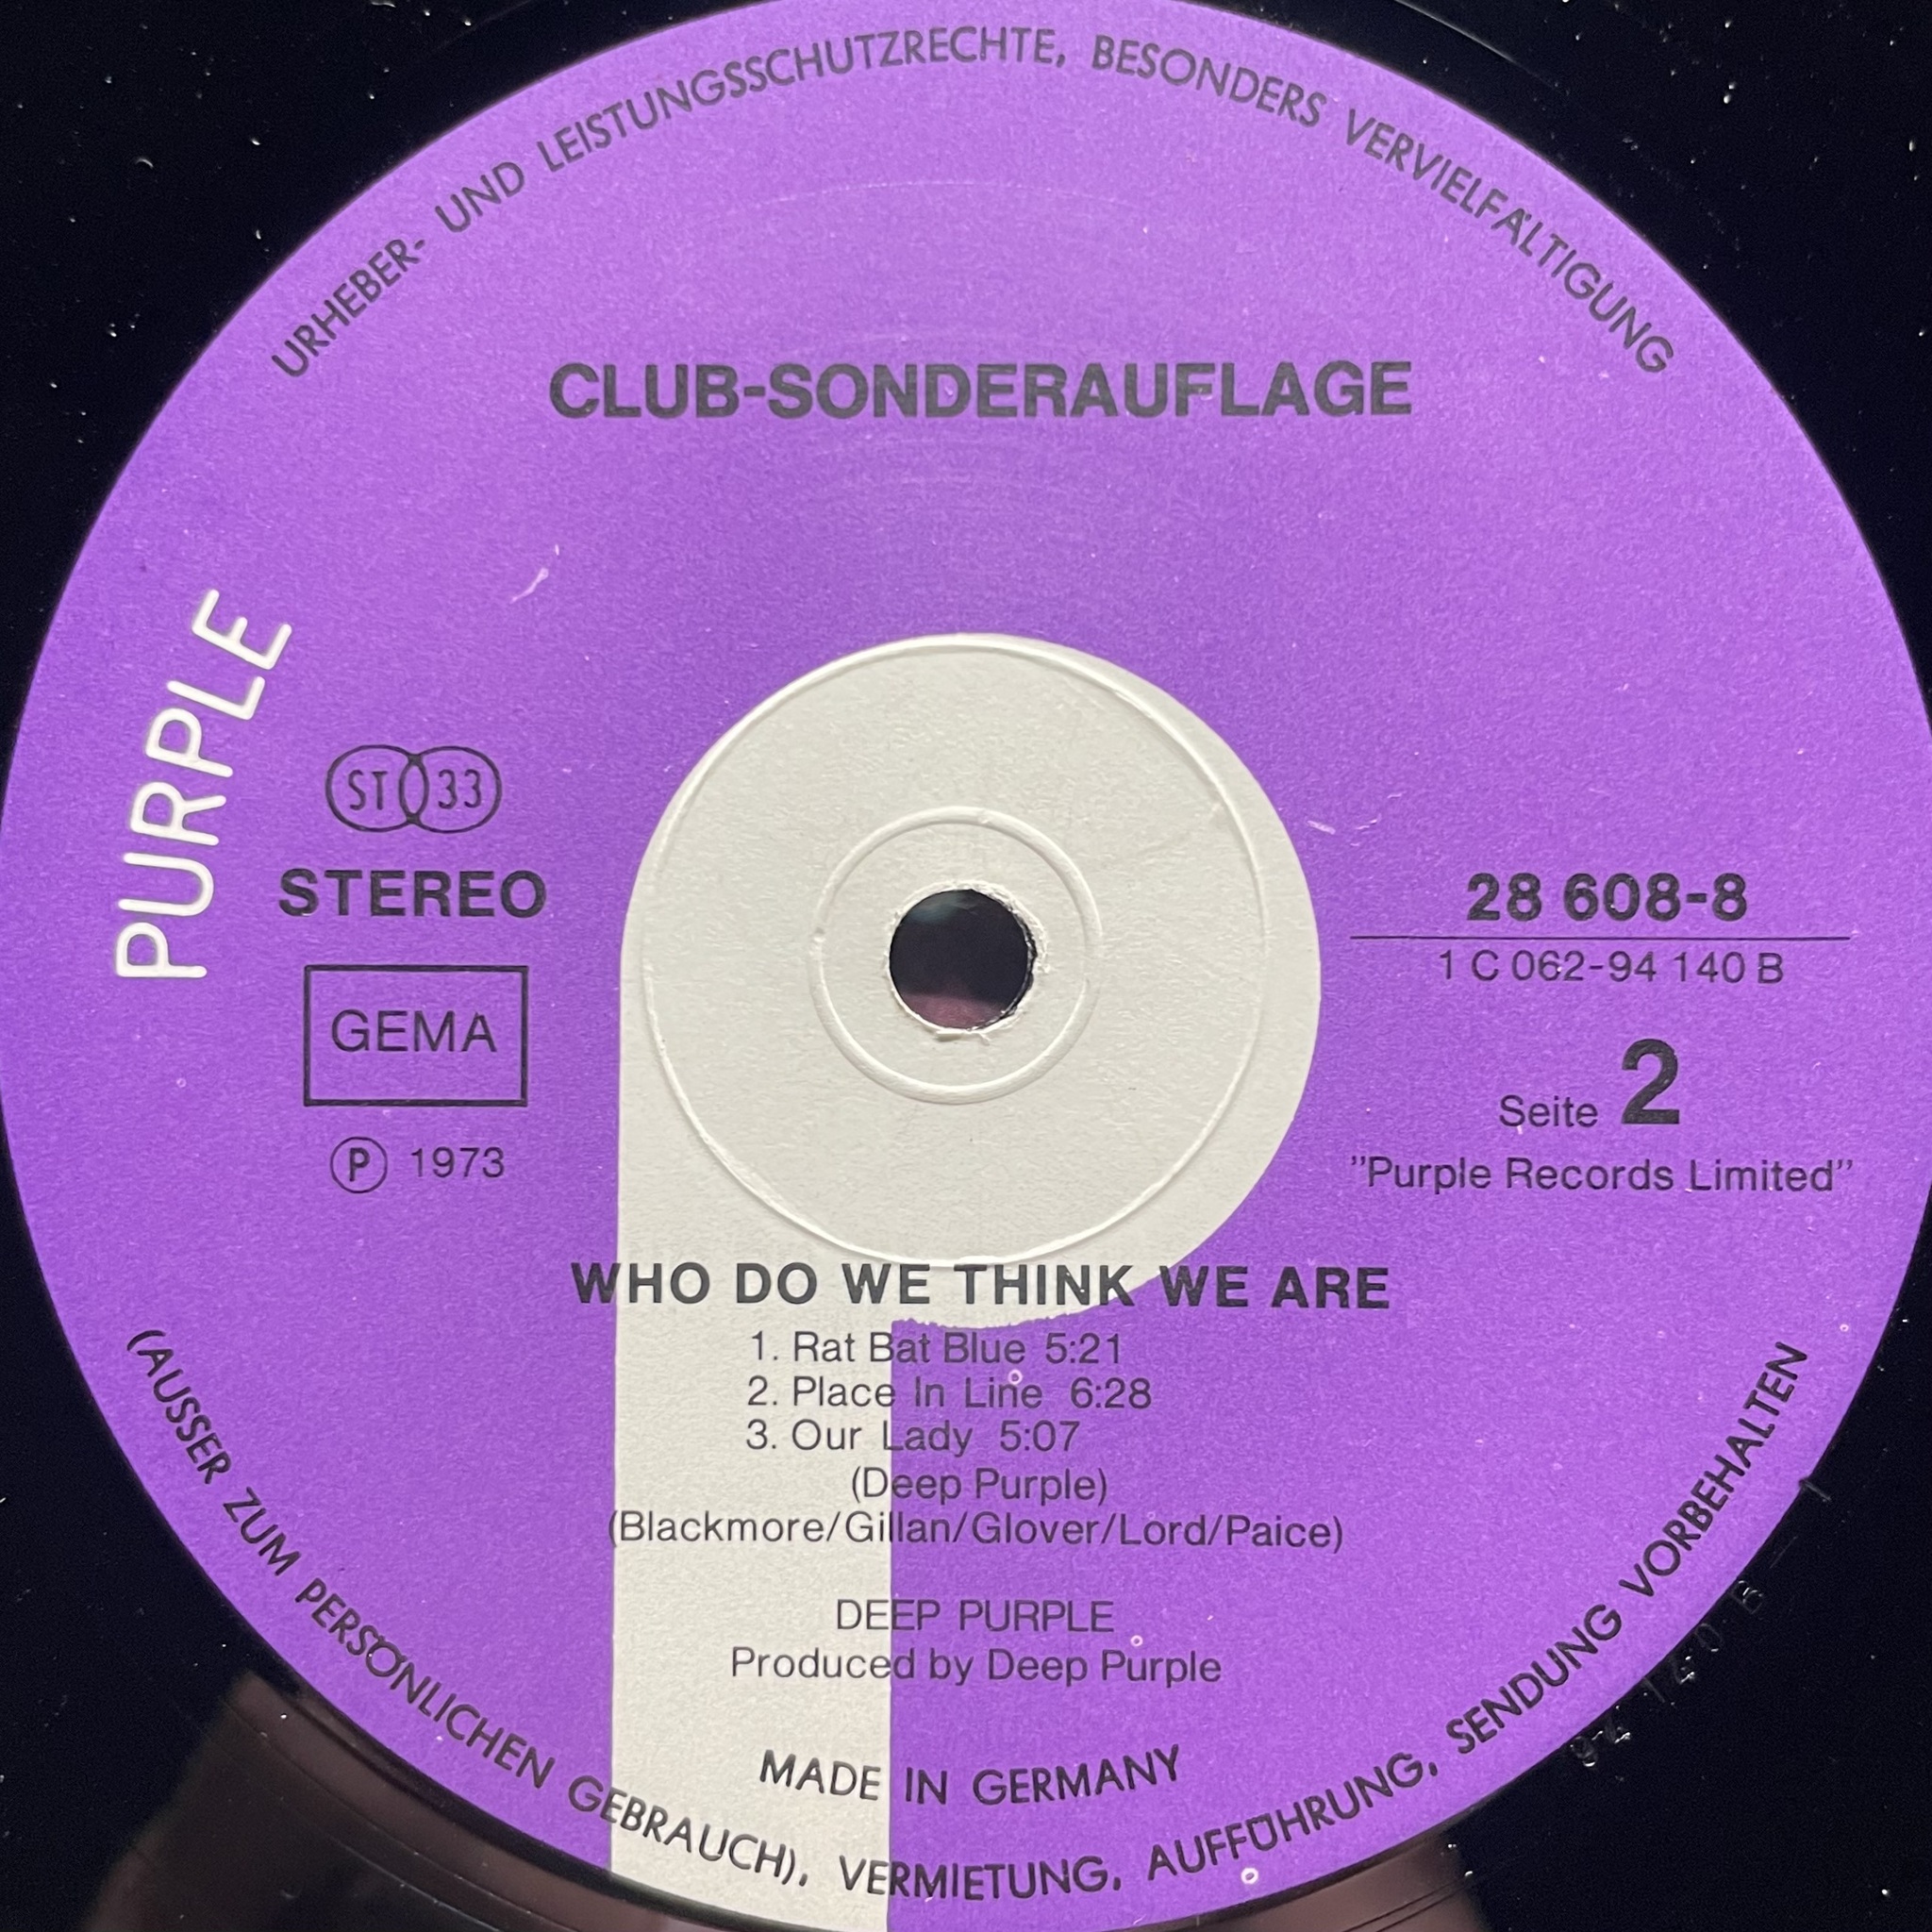 URHEBER- UND LEISTUNGSSCHUTZRECHTE, BESONDERS VERVIELFÄLTIGUNG
CLUB-SONDERAUFLAGE
PURPLE
ST 33
STEREO
GEMA
Ⓟ 1973
28 608-8
1 C 062-94 140 B
Seite 2
"Purple Records Limited"
WHO DO WE THINK WE ARE
1. Rat Bat Blue 5:21
2. Place In Line 6:28
3. Our Lady 5:07
(Deep Purple)
(Blackmore/Gillan/Glover/Lord/Paice)
DEEP PURPLE
Produced by Deep Purple
MADE IN GERMANY
(AUSSER ZUM PERSÖNLICHEN GEBRAUCH), VERMIETUNG, AUFFÜHRUNG, SENDUNG VORBEHALTEN